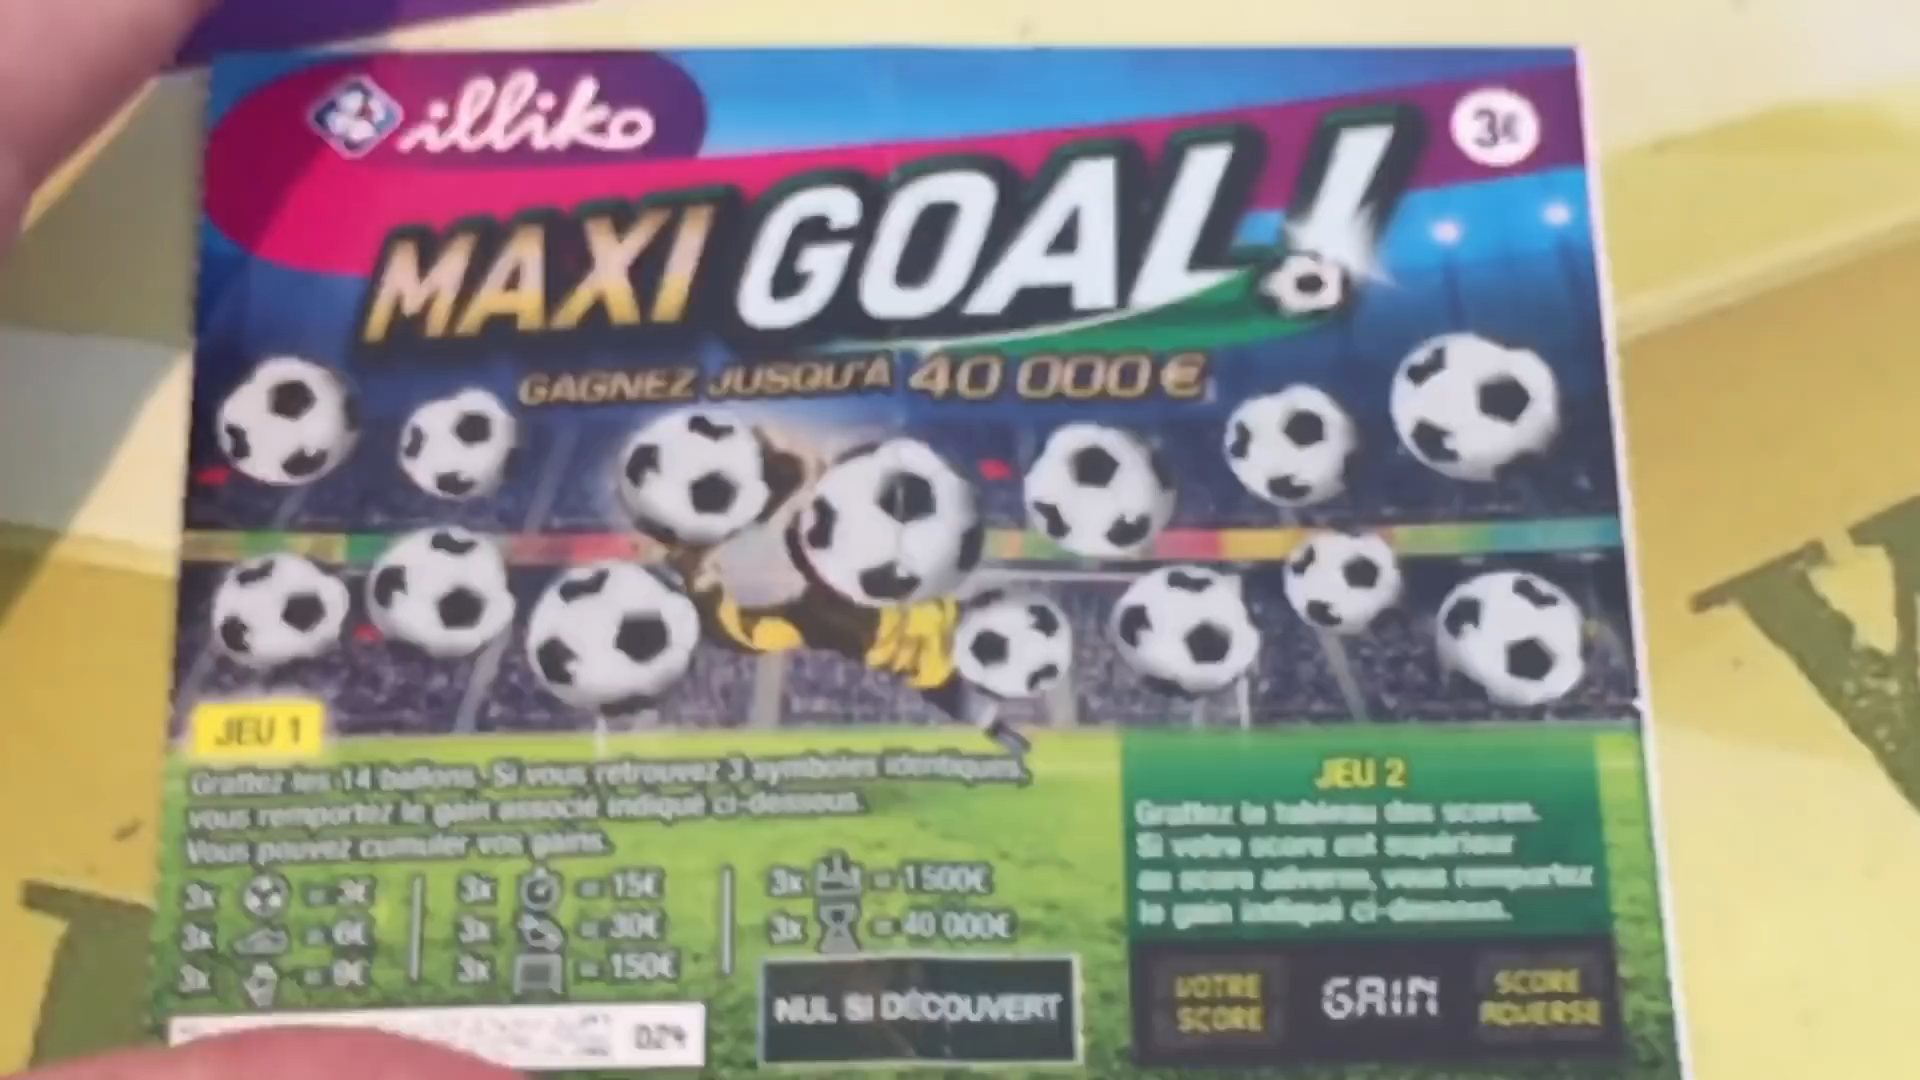 illiko
3€
MAXI GOAL!
GAGNEZ JUSQU'À 40 000 €
JEU 1
Grattez les 14 ballons. Si vous retrouvez 3 symboles identiques,
vous remportez le gain associé indiqué ci-dessous.
Vous pouvez cumuler vos gains.
3x = 3€
3x = 6€
3x = 9€
3x = 15€
3x = 30€
3x = 150€
3x = 1 500€
3x = 40 000€
NUL SI DÉCOUVERT
024
JEU 2
Grattez le tableau des scores.
Si votre score est supérieur
au score adverse, vous remportez
le gain indiqué ci-dessous.
VOTRE
SCORE
GAIN
SCORE
ADVERSE